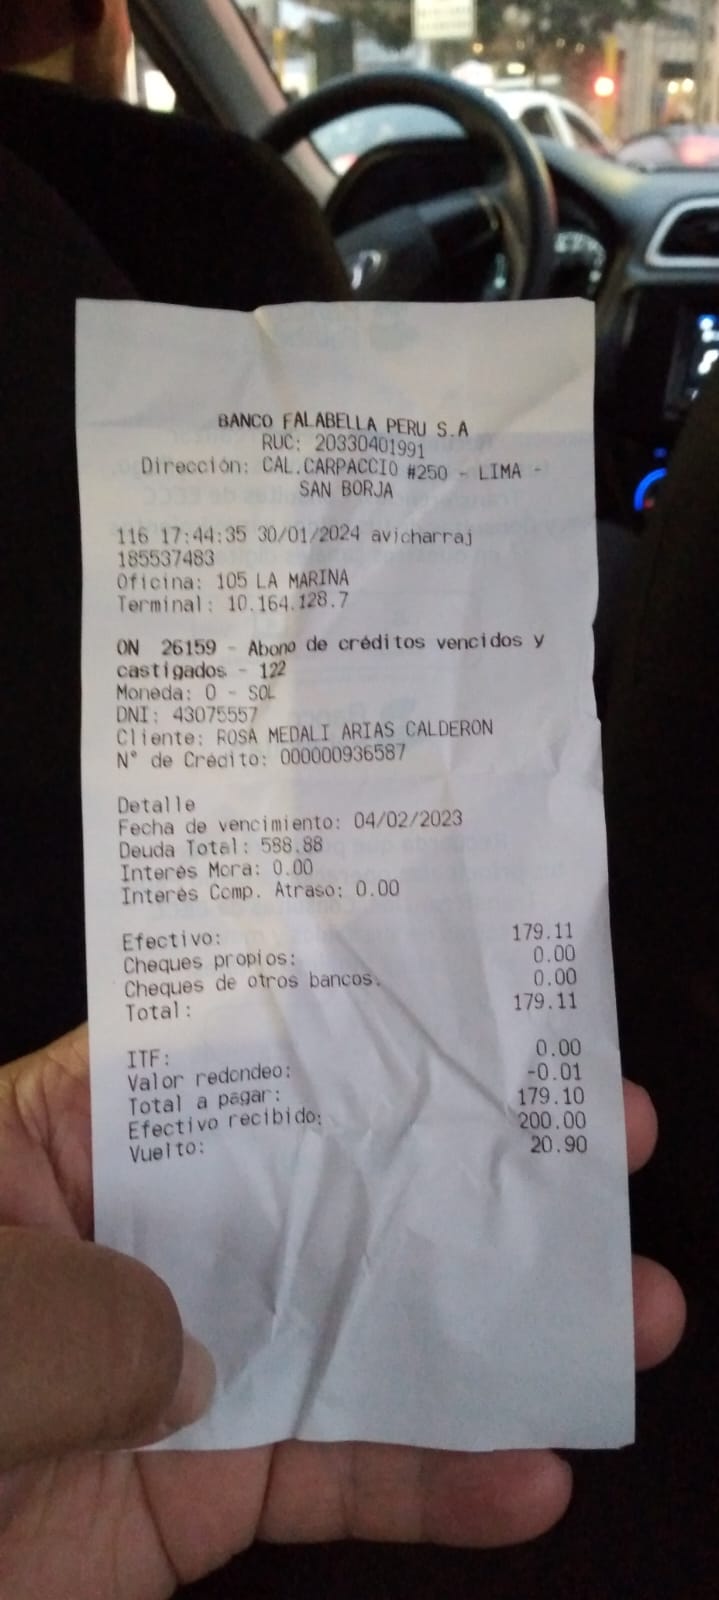 BANCO FALABELLA PERU S.A
RUC: 20330401991
Dirección: CAL.CARPACCIO #250 - LIMA -
SAN BORJA
116 17:44:35 30/01/2024 avicharraj
185537483
Oficina: 105 LA MARINA
Terminal: 10.164.128.7
ON 26159 - Abono de créditos vencidos y
castigados - 122
Moneda: 0 - SOL
DNI: 43075557
Cliente: ROSA MEDALI ARIAS CALDERON
N° de Crédito: 000000936587
Detalle
Fecha de vencimiento: 04/02/2023
Deuda Total: 588.88
Interés Mora: 0.00
Interés Comp. Atraso: 0.00
Efectivo: 179.11
Cheques propios: 0.00
Cheques de otros bancos: 0.00
Total: 179.11
ITF: 0.00
Valor redondeo: -0.01
Total a pagar: 179.10
Efectivo recibido: 200.00
Vuelto: 20.90